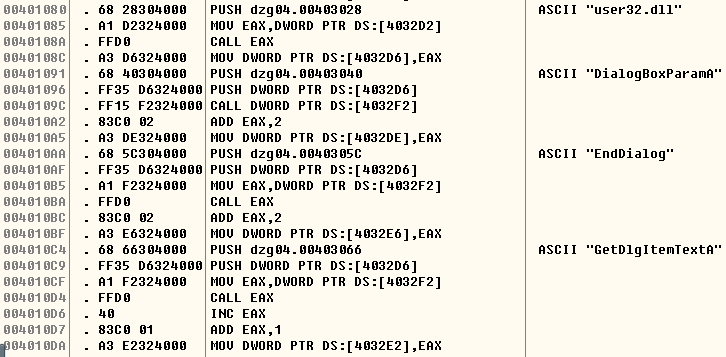 00401080 . 68 28304000 PUSH dzg04.00403028 ASCII "user32.dll"
00401085 . A1 D2324000 MOV EAX,DWORD PTR DS:[4032D2]
0040108A . FFD0 CALL EAX
0040108C . A3 D6324000 MOV DWORD PTR DS:[4032D6],EAX
00401091 . 68 40304000 PUSH dzg04.00403040 ASCII "DialogBoxParamA"
00401096 . FF35 D6324000 PUSH DWORD PTR DS:[4032D6]
0040109C . FF15 F2324000 CALL DWORD PTR DS:[4032F2]
004010A2 . 83C0 02 ADD EAX,2
004010A5 . A3 DE324000 MOV DWORD PTR DS:[4032DE],EAX
004010AA . 68 5C304000 PUSH dzg04.0040305C ASCII "EndDialog"
004010AF . FF35 D6324000 PUSH DWORD PTR DS:[4032D6]
004010B5 . A1 F2324000 MOV EAX,DWORD PTR DS:[4032F2]
004010BA . FFD0 CALL EAX
004010BC . 83C0 02 ADD EAX,2
004010BF . A3 E6324000 MOV DWORD PTR DS:[4032E6],EAX
004010C4 . 68 66304000 PUSH dzg04.00403066 ASCII "GetDlgItemTextA"
004010C9 . FF35 D6324000 PUSH DWORD PTR DS:[4032D6]
004010CF . A1 F2324000 MOV EAX,DWORD PTR DS:[4032F2]
004010D4 . FFD0 CALL EAX
004010D6 . 40 INC EAX
004010D7 . 83C0 01 ADD EAX,1
004010DA . A3 E2324000 MOV DWORD PTR DS:[4032E2],EAX